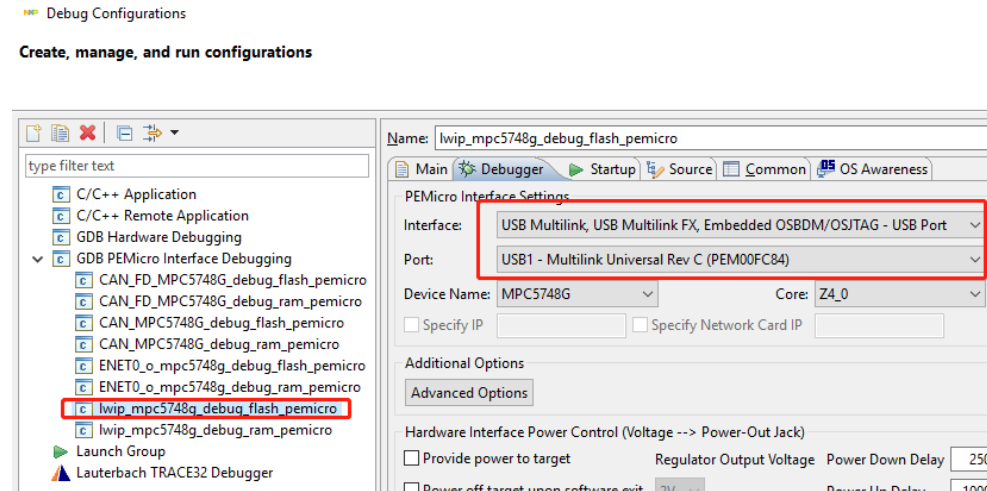 NXP Debug Configurations
Create, manage, and run configurations
type filter text
C/C++ Application
C/C++ Remote Application
GDB Hardware Debugging
GDB PEMicro Interface Debugging
CAN_FD_MPC5748G_debug_flash_pemicro
CAN_FD_MPC5748G_debug_ram_pemicro
CAN_MPC5748G_debug_flash_pemicro
CAN_MPC5748G_debug_ram_pemicro
ENET0_o_mpc5748g_debug_flash_pemicro
ENET0_o_mpc5748g_debug_ram_pemicro
lwip_mpc5748g_debug_flash_pemicro
lwip_mpc5748g_debug_ram_pemicro
Launch Group
Lauterbach TRACE32 Debugger
Name: lwip_mpc5748g_debug_flash_pemicro
Main Debugger Startup Source Common OS Awareness
PEMicro Interface Settings
Interface: USB Multilink, USB Multilink FX, Embedded OSBDM/OSJTAG - USB Port
Port: USB1 - Multilink Universal Rev C (PEM00FC84)
Device Name: MPC5748G Core: Z4_0
Specify IP Specify Network Card IP
Additional Options
Advanced Options
Hardware Interface Power Control (Voltage --> Power-Out Jack)
Provide power to target Regulator Output Voltage Power Down Delay 250
Power off target upon software exit 2V Power Up Delay 1000